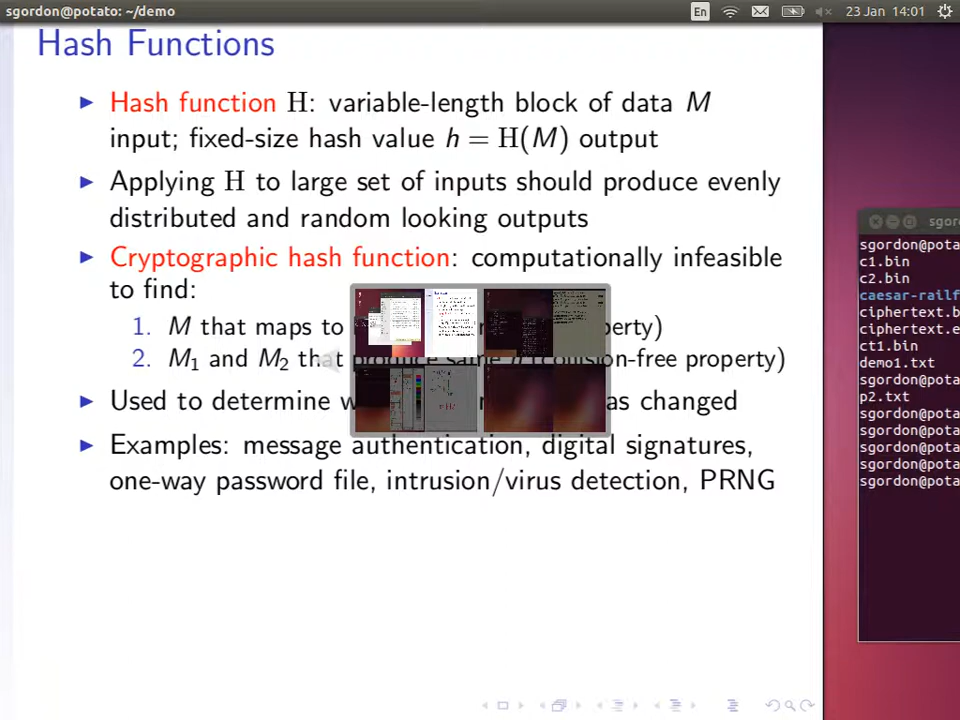 sgordon@potato: ~/demo
En
23 Jan 14:01
Hash Functions
Hash function H: variable-length block of data M
input; fixed-size hash value h = H(M) output
Applying H to large set of inputs should produce evenly
distributed and random looking outputs
Cryptographic hash function: computationally infeasible
to find:
1. M that maps to
2. M1 and M2 that produce same
property)
Used to determine
has changed
Examples: message authentication, digital signatures,
one-way password file, intrusion/virus detection, PRNG
sgor
sgordon@pota
c1.bin
c2.bin
caesar-railf
ciphertext.b
ciphertext.e
ct1.bin
demo1.txt
sgordon@pota
p2.txt
sgordon@pota
sgordon@pota
sgordon@pota
sgordon@pota
sgordon@pota